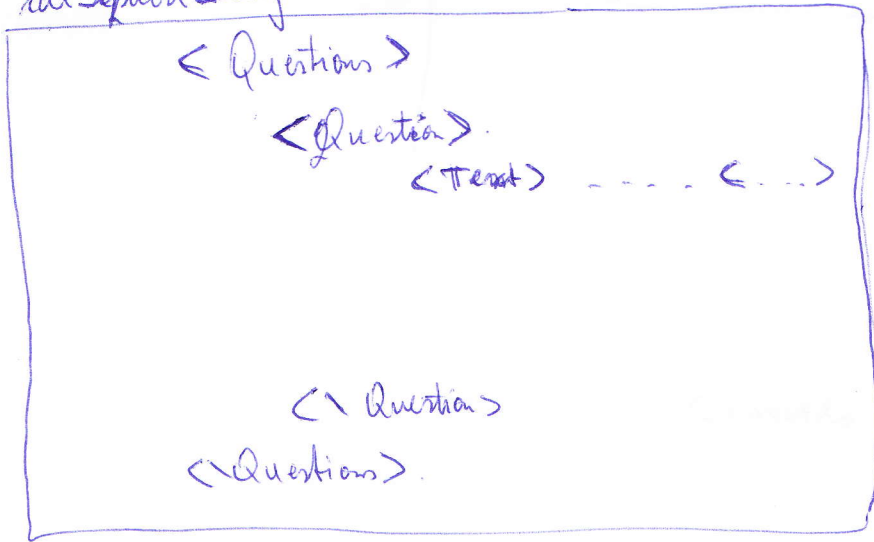 < Questions >
<Question>.
<Text> ..... <....>
<\ Question>
<\Questions>.